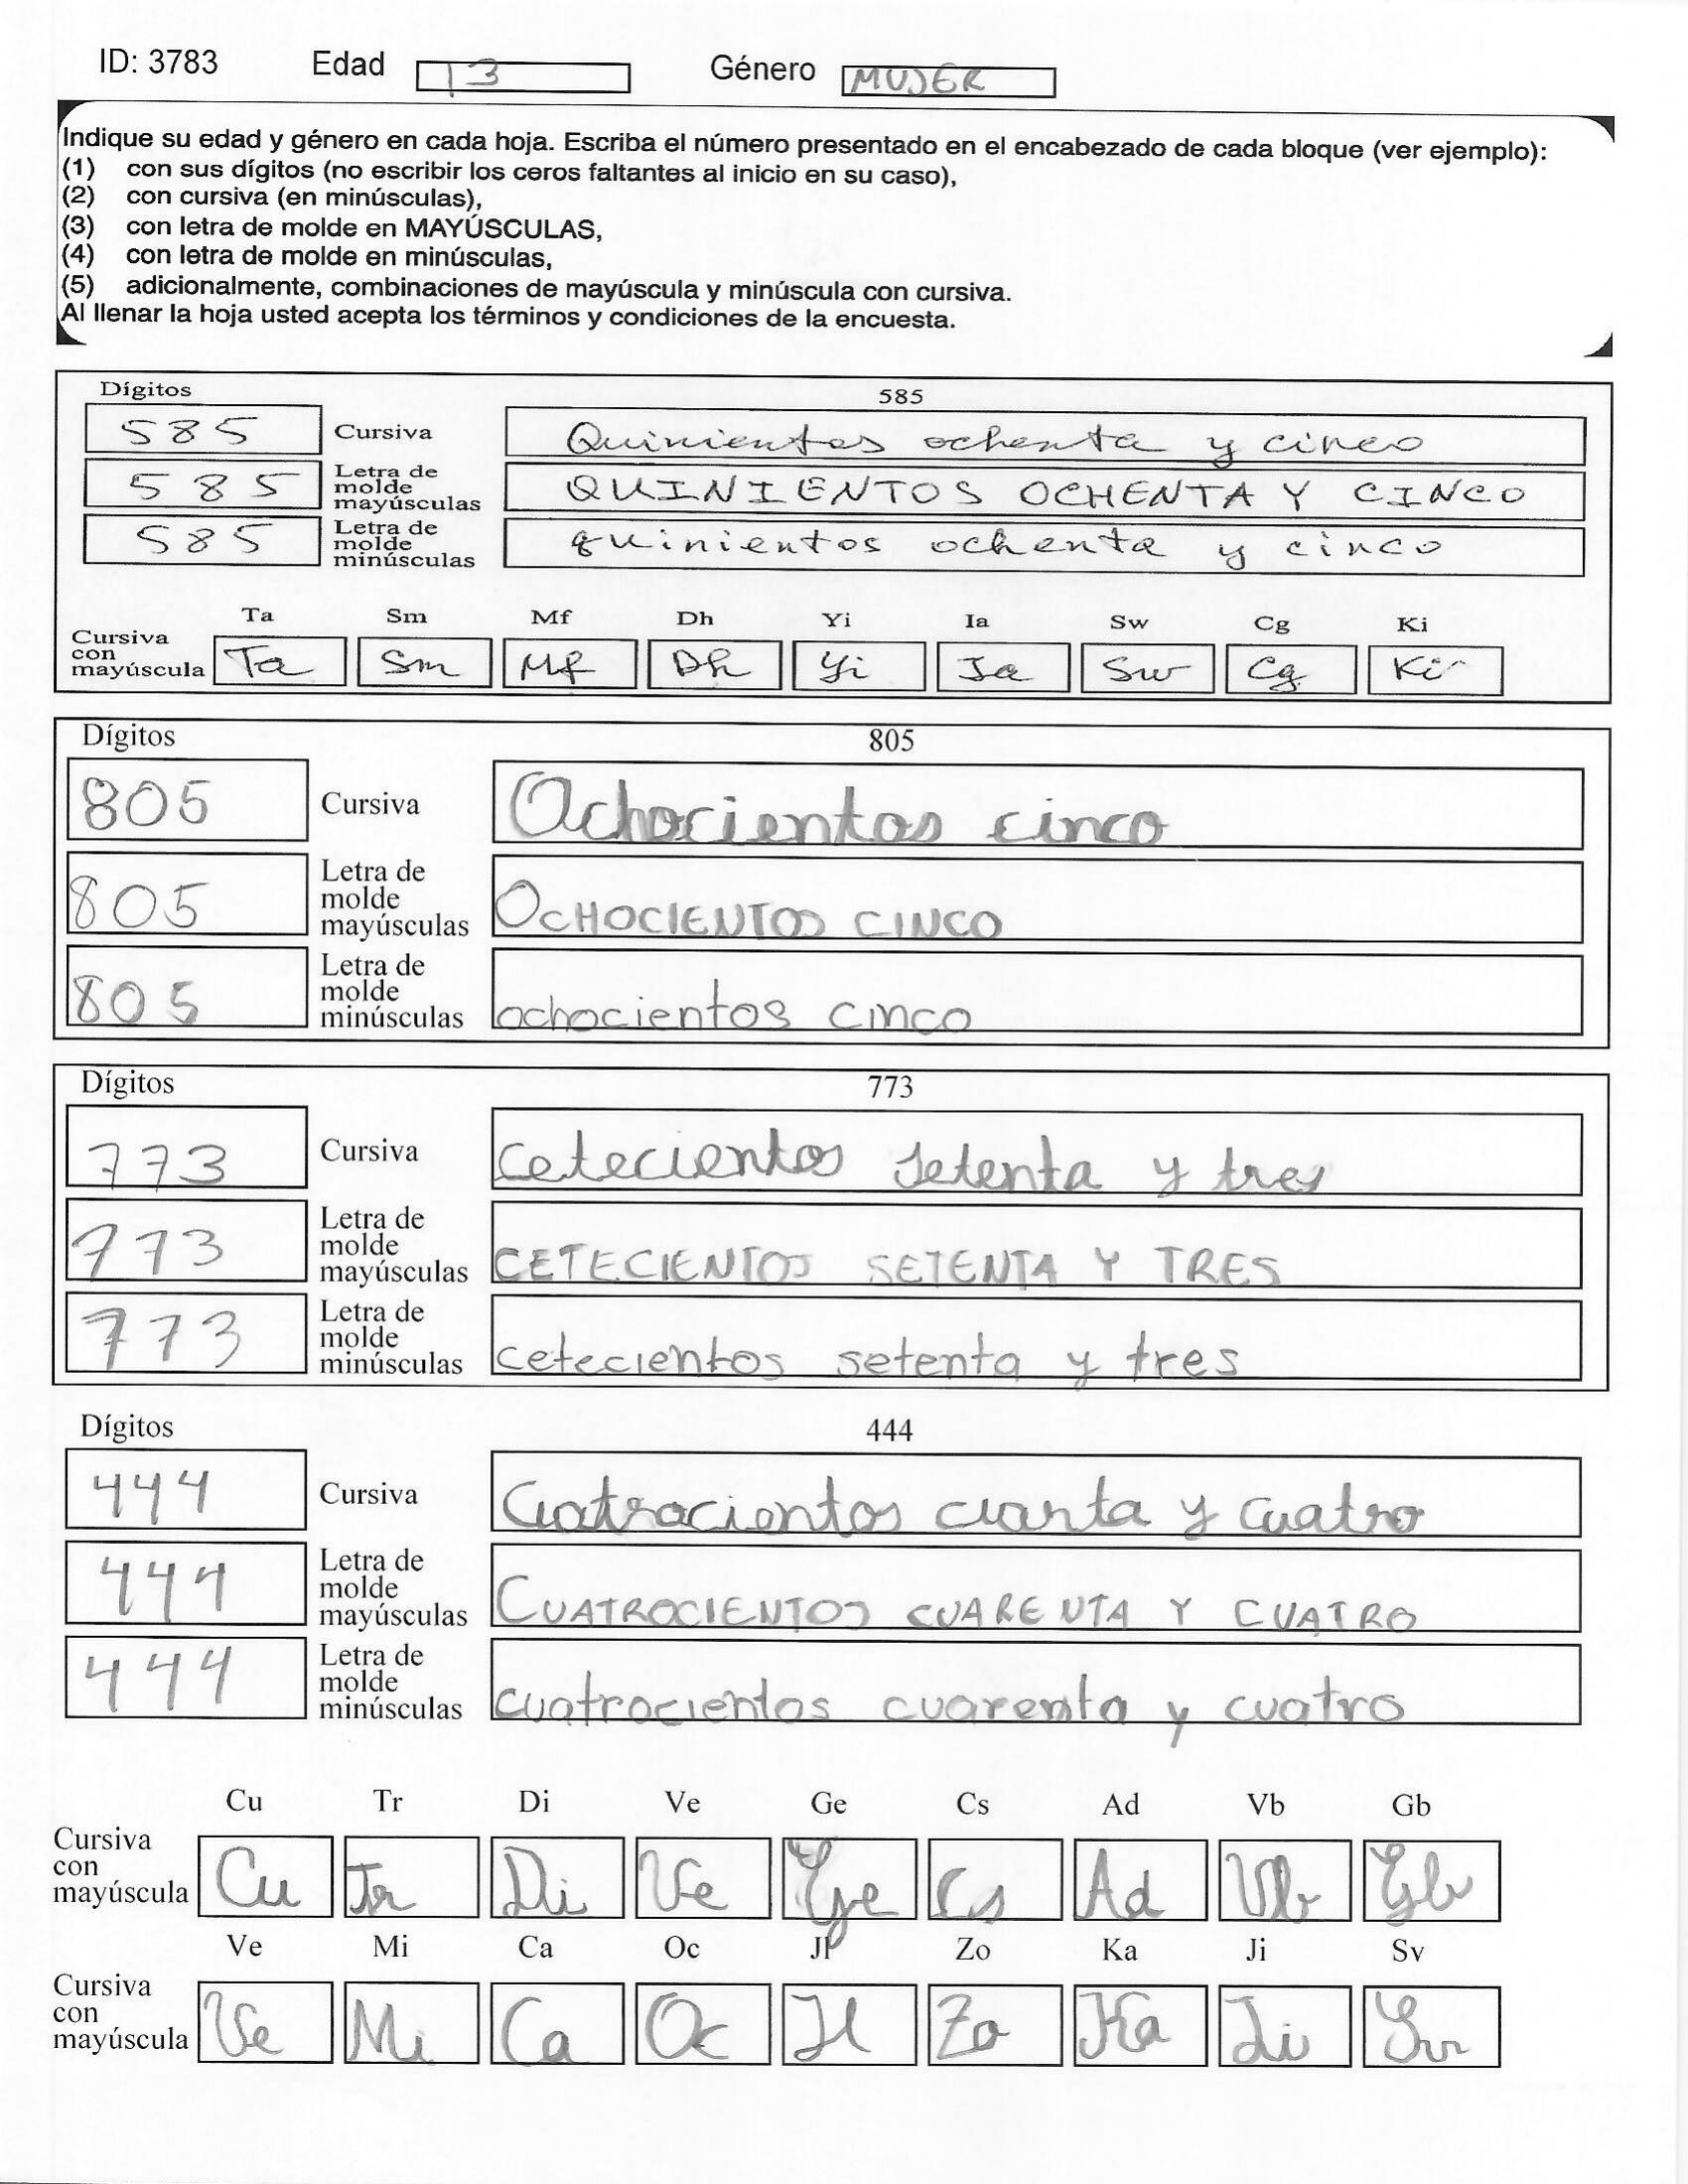 ID: 3783 Edad 13 Género MUJER
Indique su edad y género en cada hoja. Escriba el número presentado en el encabezado de cada bloque (ver ejemplo):
(1) con sus dígitos (no escribir los ceros faltantes al inicio en su caso),
(2) con cursiva (en minúsculas),
(3) con letra de molde en MAYÚSCULAS,
(4) con letra de molde en minúsculas,
(5) adicionalmente, combinaciones de mayúscula y minúscula con cursiva.
Al llenar la hoja usted acepta los términos y condiciones de la encuesta.
Dígitos 585
585 Cursiva Quinientos ochenta y cinco
585 Letra de molde mayúsculas QUINIENTOS OCHENTA Y CINCO
585 Letra de molde minúsculas quinientos ochenta y cinco
Ta Sm Mf Dh Yi Ia Sw Cg Ki
Cursiva con mayúscula Ta Sm Mf Dh Yi Ia Sw Cg Ki
Dígitos 805
805 Cursiva Ochocientos cinco
805 Letra de molde mayúsculas OCHOCIENTOS CINCO
805 Letra de molde minúsculas ochocientos cinco
Dígitos 773
773 Cursiva cetecientos setenta y tres
773 Letra de molde mayúsculas CETECIENTOS SETENTA Y TRES
773 Letra de molde minúsculas cetecientos setenta y tres
Dígitos 444
444 Cursiva Cuatrocientos cuanta y cuatro
444 Letra de molde mayúsculas CUATROCIENTOS CUARENTA Y CUATRO
444 Letra de molde minúsculas cuatrocientos cuarenta y cuatro
Cu Tr Di Ve Ge Cs Ad Vb Gb
Cursiva con mayúscula Cu Tr Di Ve Ge Cs Ad Vb Gb
Ve Mi Ca Oc Jl Zo Ka Ji Sv
Cursiva con mayúscula Ve Mi Ca Oc Jl Zo Ka Ji Sv